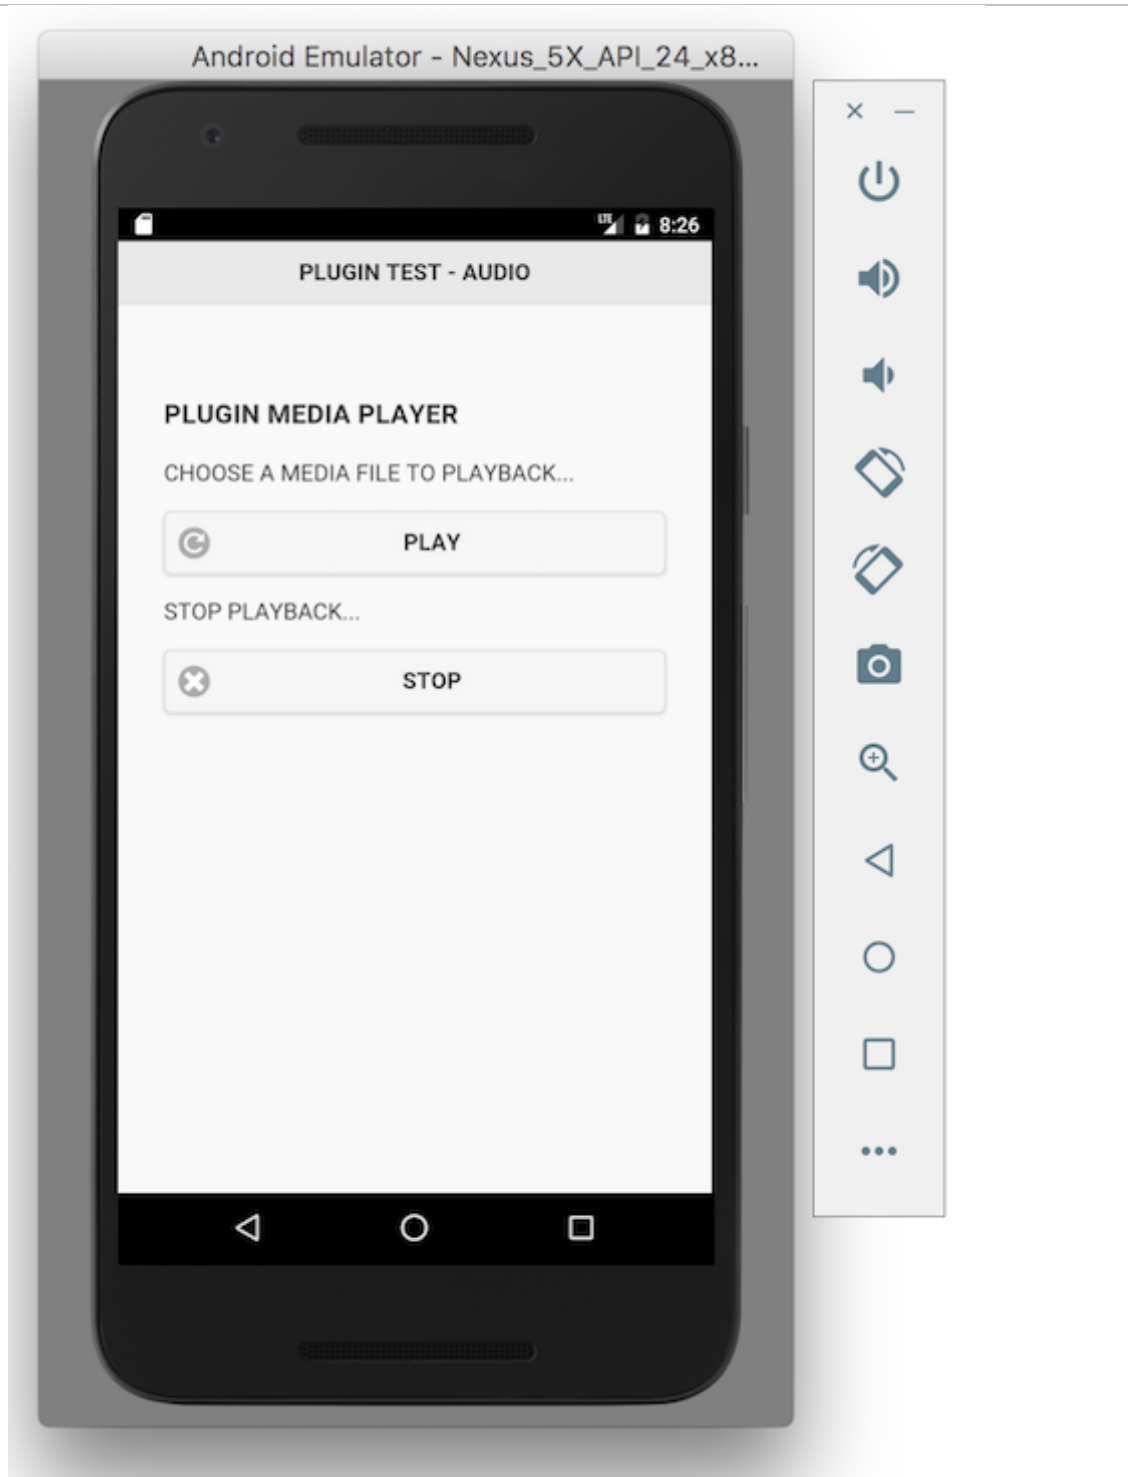 Android Emulator - Nexus_5X_API_24_x8...
LTE 8:26
PLUGIN TEST - AUDIO
PLUGIN MEDIA PLAYER
CHOOSE A MEDIA FILE TO PLAYBACK...
PLAY
STOP PLAYBACK...
STOP